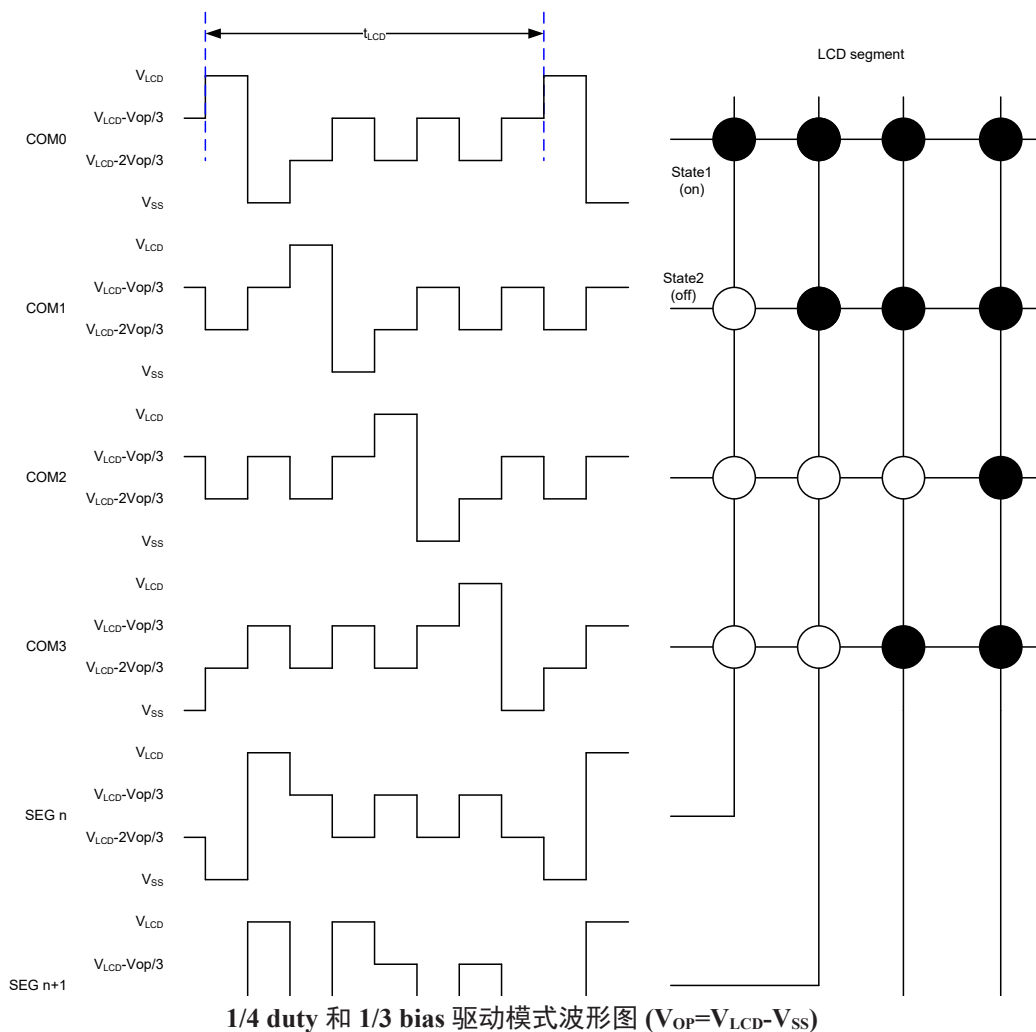 tLCD
LCD segment
VLCD
VLCD-Vop/3
COM0
VLCD-2Vop/3
VSS
State1
(on)
VLCD
VLCD-Vop/3
COM1
VLCD-2Vop/3
VSS
State2
(off)
VLCD
VLCD-Vop/3
COM2
VLCD-2Vop/3
VSS
VLCD
VLCD-Vop/3
COM3
VLCD-2Vop/3
VSS
VLCD
VLCD-Vop/3
SEG n
VLCD-2Vop/3
VSS
VLCD
VLCD-Vop/3
SEG n+1
1/4 duty 和 1/3 bias 驱动模式波形图 (VOP=VLCD-VSS)